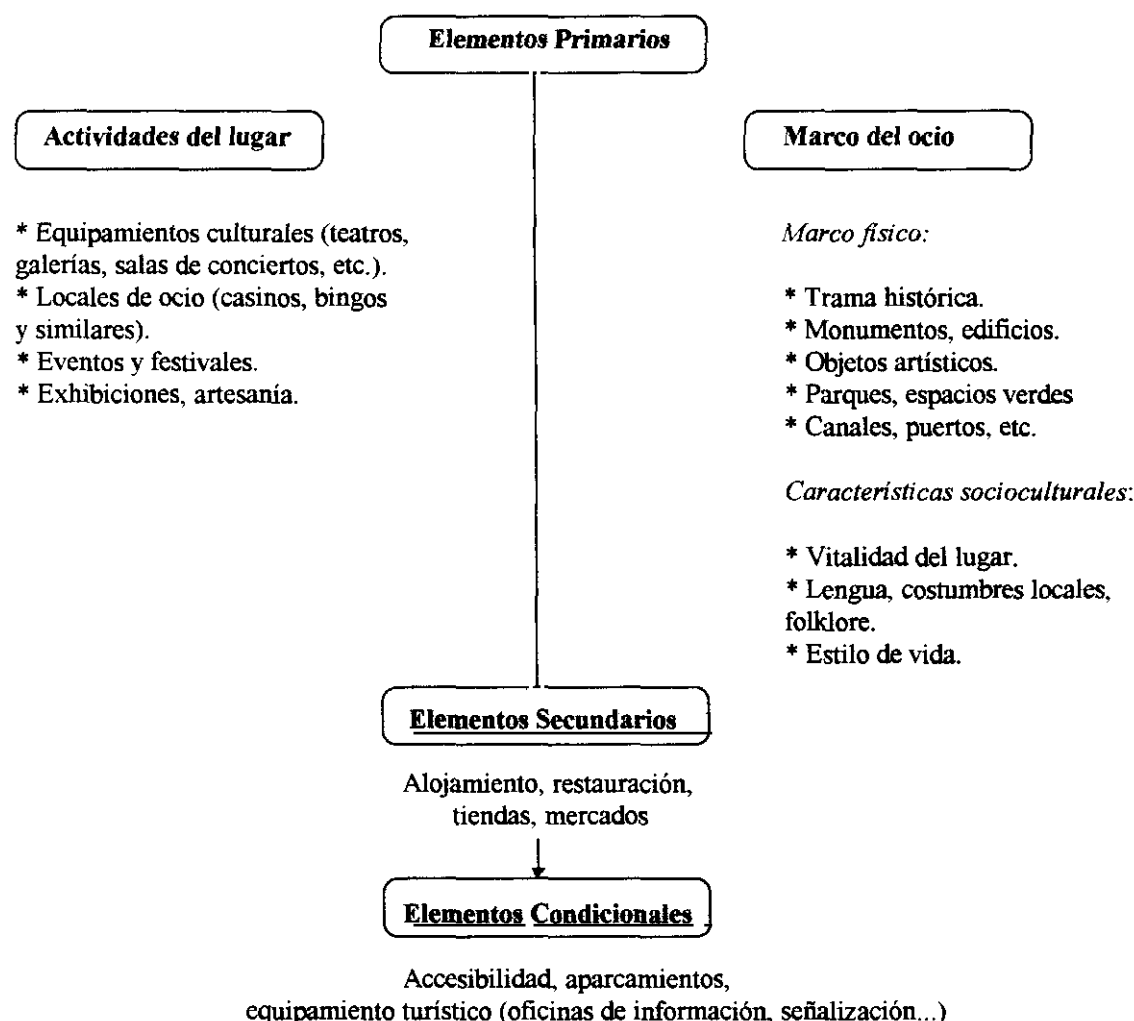 Elementos Primarios
Actividades del lugar
* Equipamientos culturales (teatros,
galerías, salas de conciertos, etc.).
* Locales de ocio (casinos, bingos
y similares).
* Eventos y festivales.
* Exhibiciones, artesanía.
Marco del ocio
Marco físico:
* Trama histórica.
* Monumentos, edificios.
* Objetos artísticos.
* Parques, espacios verdes
* Canales, puertos, etc.
Características socioculturales:
* Vitalidad del lugar.
* Lengua, costumbres locales,
folklore.
* Estilo de vida.
Elementos Secundarios
Alojamiento, restauración,
tiendas, mercados
Elementos Condicionales
Accesibilidad, aparcamientos,
equipamiento turístico (oficinas de información, señalización...)